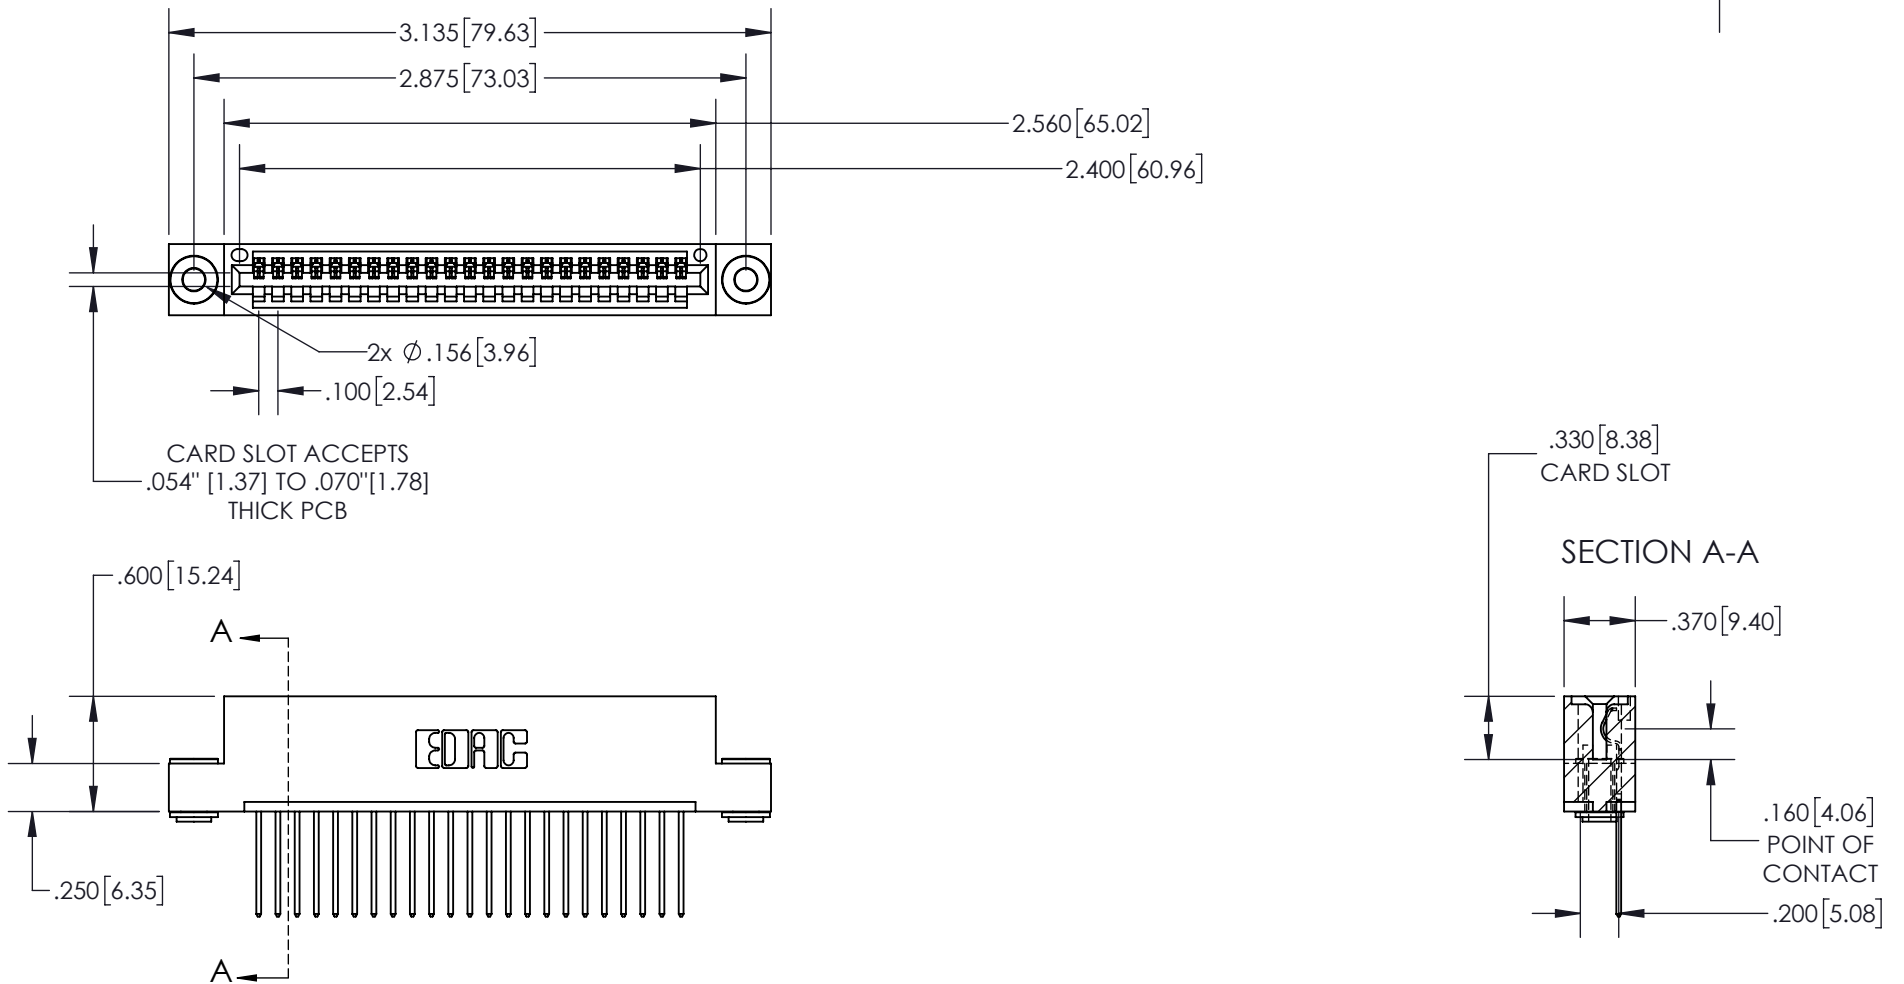 3.135[79.63]
2.875[73.03]
2.560[65.02]
2.400[60.96]
2x Ø.156[3.96]
.100[2.54]
CARD SLOT ACCEPTS
.054" [1.37] TO .070"[1.78]
THICK PCB
.330[8.38]
CARD SLOT
SECTION A-A
.600[15.24]
.370[9.40]
A
EDAC
.160[4.06]
POINT OF
CONTACT
.250[6.35]
.200[5.08]
A